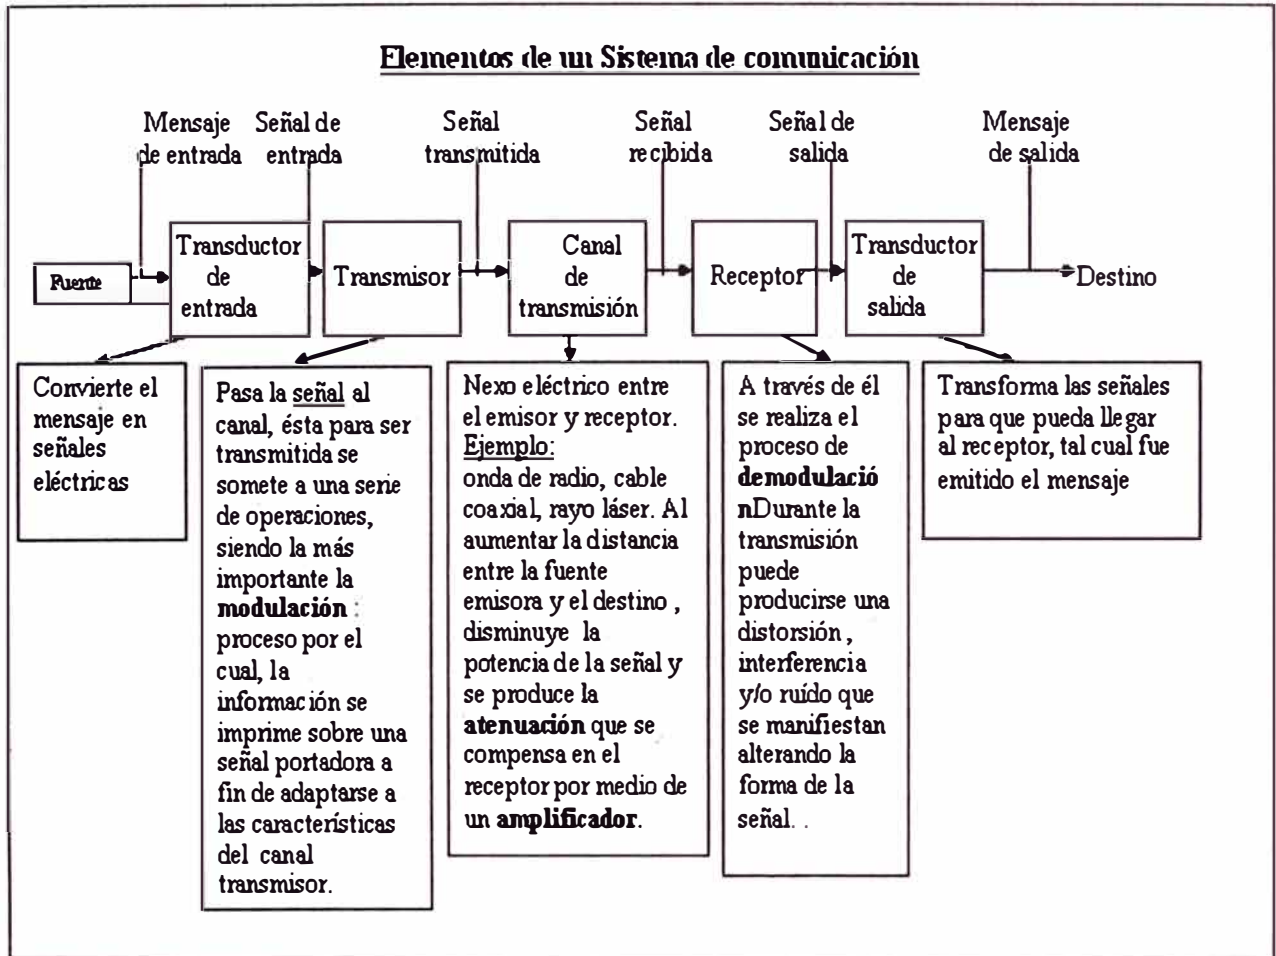 Elementos de un Sistema de comunicación
Mensaje
de entrada
Señal de
entrada
Señal
transmitida
Señal
recibida
Señal de
salida
Mensaje
de salida
Fuente
Transductor
de
entrada
Transmisor
Canal
de
transmisión
Receptor
Transductor
de
salida
Destino
Convierte el
mensaje en
señales
eléctricas
Pasa la señal al
canal, ésta para ser
transmitida se
somete a una serie
de operaciones,
siendo la más
importante la
modulación :
proceso por el
cual, la
información se
imprime sobre una
señal portadora a
fin de adaptarse a
las características
del canal
transmisor.
Nexo eléctrico entre
el emisor y receptor.
Ejemplo:
onda de radio, cable
coaxial, rayo láser. Al
aumentar la distancia
entre la fuente
emisora y el destino ,
disminuye la
potencia de la señal y
se produce la
atenuación que se
compensa en el
receptor por medio de
un amplificador.
A través de él
se realiza el
proceso de
demodulació
nDurante la
transmisión
puede
producirse una
distorsión ,
interferencia
y/o ruído que
se manifiestan
alterando la
forma de la
señal. .
Transforma las señales
para que pueda llegar
al receptor, tal cual fue
emitido el mensaje